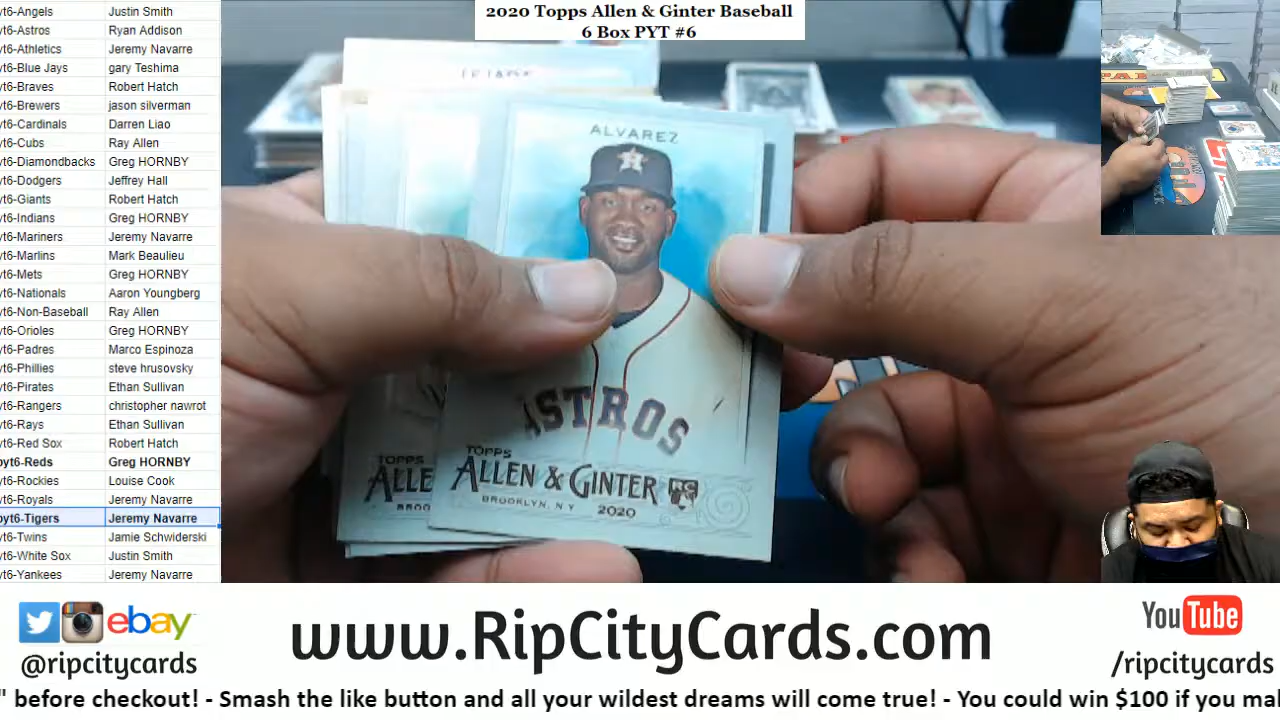 yt6-Angels Justin Smith
yt6-Astros Ryan Addison
yt6-Athletics Jeremy Navarre
yt6-Blue Jays gary Teshima
yt6-Braves Robert Hatch
yt6-Brewers jason silverman
yt6-Cardinals Darren Liao
yt6-Cubs Ray Allen
yt6-Diamondbacks Greg HORNBY
yt6-Dodgers Jeffrey Hall
yt6-Giants Robert Hatch
yt6-Indians Greg HORNBY
yt6-Mariners Jeremy Navarre
yt6-Marlins Mark Beaulieu
yt6-Mets Greg HORNBY
yt6-Nationals Aaron Youngberg
yt6-Non-Baseball Ray Allen
yt6-Orioles Greg HORNBY
yt6-Padres Marco Espinoza
yt6-Phillies steve hrusovsky
yt6-Pirates Ethan Sullivan
yt6-Rangers christopher nawrot
yt6-Rays Ethan Sullivan
yt6-Red Sox Robert Hatch
pyt6-Reds Greg HORNBY
yt6-Rockies Louise Cook
yt6-Royals Jeremy Navarre
pyt6-Tigers Jeremy Navarre
yt6-Twins Jamie Schwiderski
yt6-White Sox Justin Smith
yt6-Yankees Jeremy Navarre
2020 Topps Allen & Ginter Baseball
6 Box PYT #6
ALVAREZ
ASTROS
TOPPS
ALLEN & GINTER RC
BROOKLYN, NY 2020
TOPPS
ALLE
BROO
ebay
@ripcitycards
www.RipCityCards.com
YouTube
/ripcitycards
" before checkout! - Smash the like button and all your wildest dreams will come true! - You could win $100 if you mal